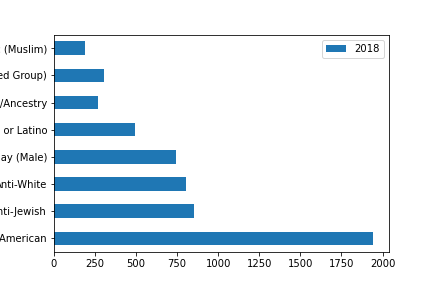 (Muslim)
ed Group)
/Ancestry
or Latino
ay (Male)
Anti-White
nti-Jewish
American
0 250 500 750 1000 1250 1500 1750 2000
2018